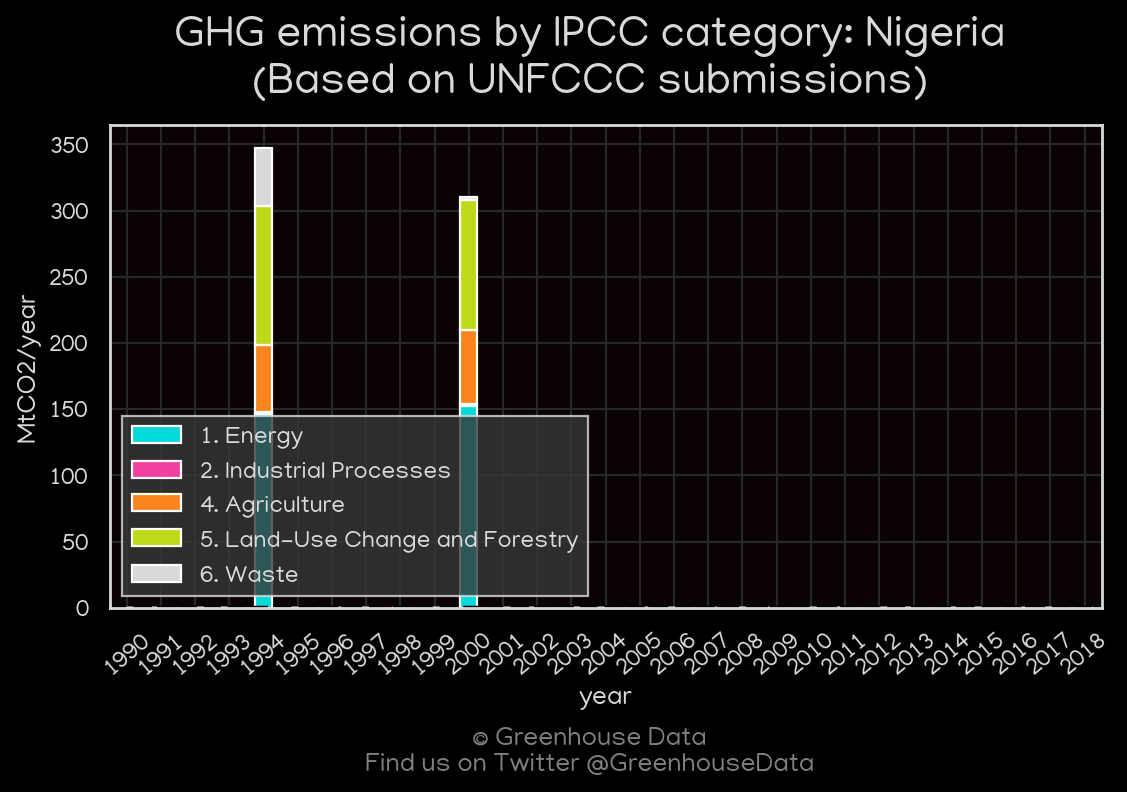 GHG emissions by IPCC category: Nigeria
(Based on UNFCCC submissions)
350
300
250
200
150
100
50
0
MtCO2/year
1. Energy
2. Industrial Processes
4. Agriculture
5. Land-Use Change and Forestry
6. Waste
1990 1991 1992 1993 1994 1995 1996 1997 1998 1999 2000 2001 2002 2003 2004 2005 2006 2007 2008 2009 2010 2011 2012 2013 2014 2015 2016 2017 2018
year
© Greenhouse Data
Find us on Twitter @GreenhouseData